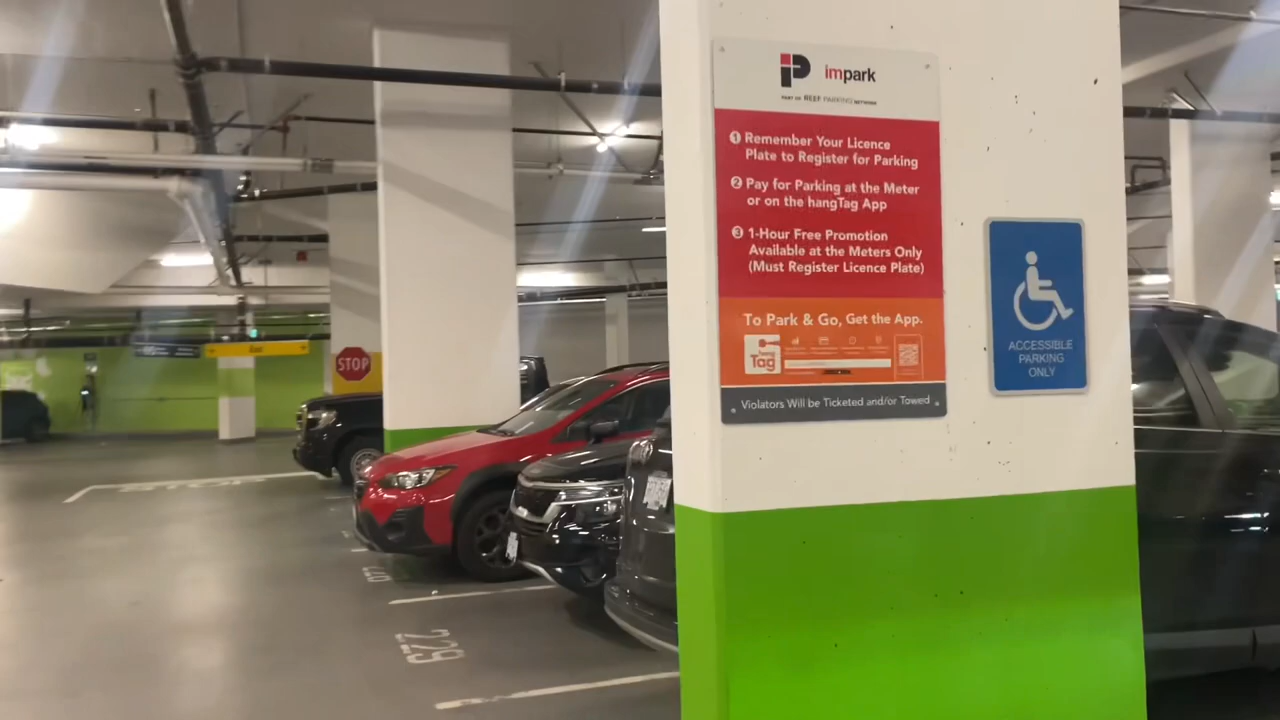 impark
PART OF REEF PARKING NETWORK
1 Remember Your Licence
Plate to Register for Parking
2 Pay for Parking at the Meter
or on the hangTag App
3 1-Hour Free Promotion
Available at the Meters Only
(Must Register Licence Plate)
To Park & Go, Get the App.
hang
Tag
Violators Will be Ticketed and/or Towed
ACCESSIBLE
PARKING
ONLY
STOP
STOP
229